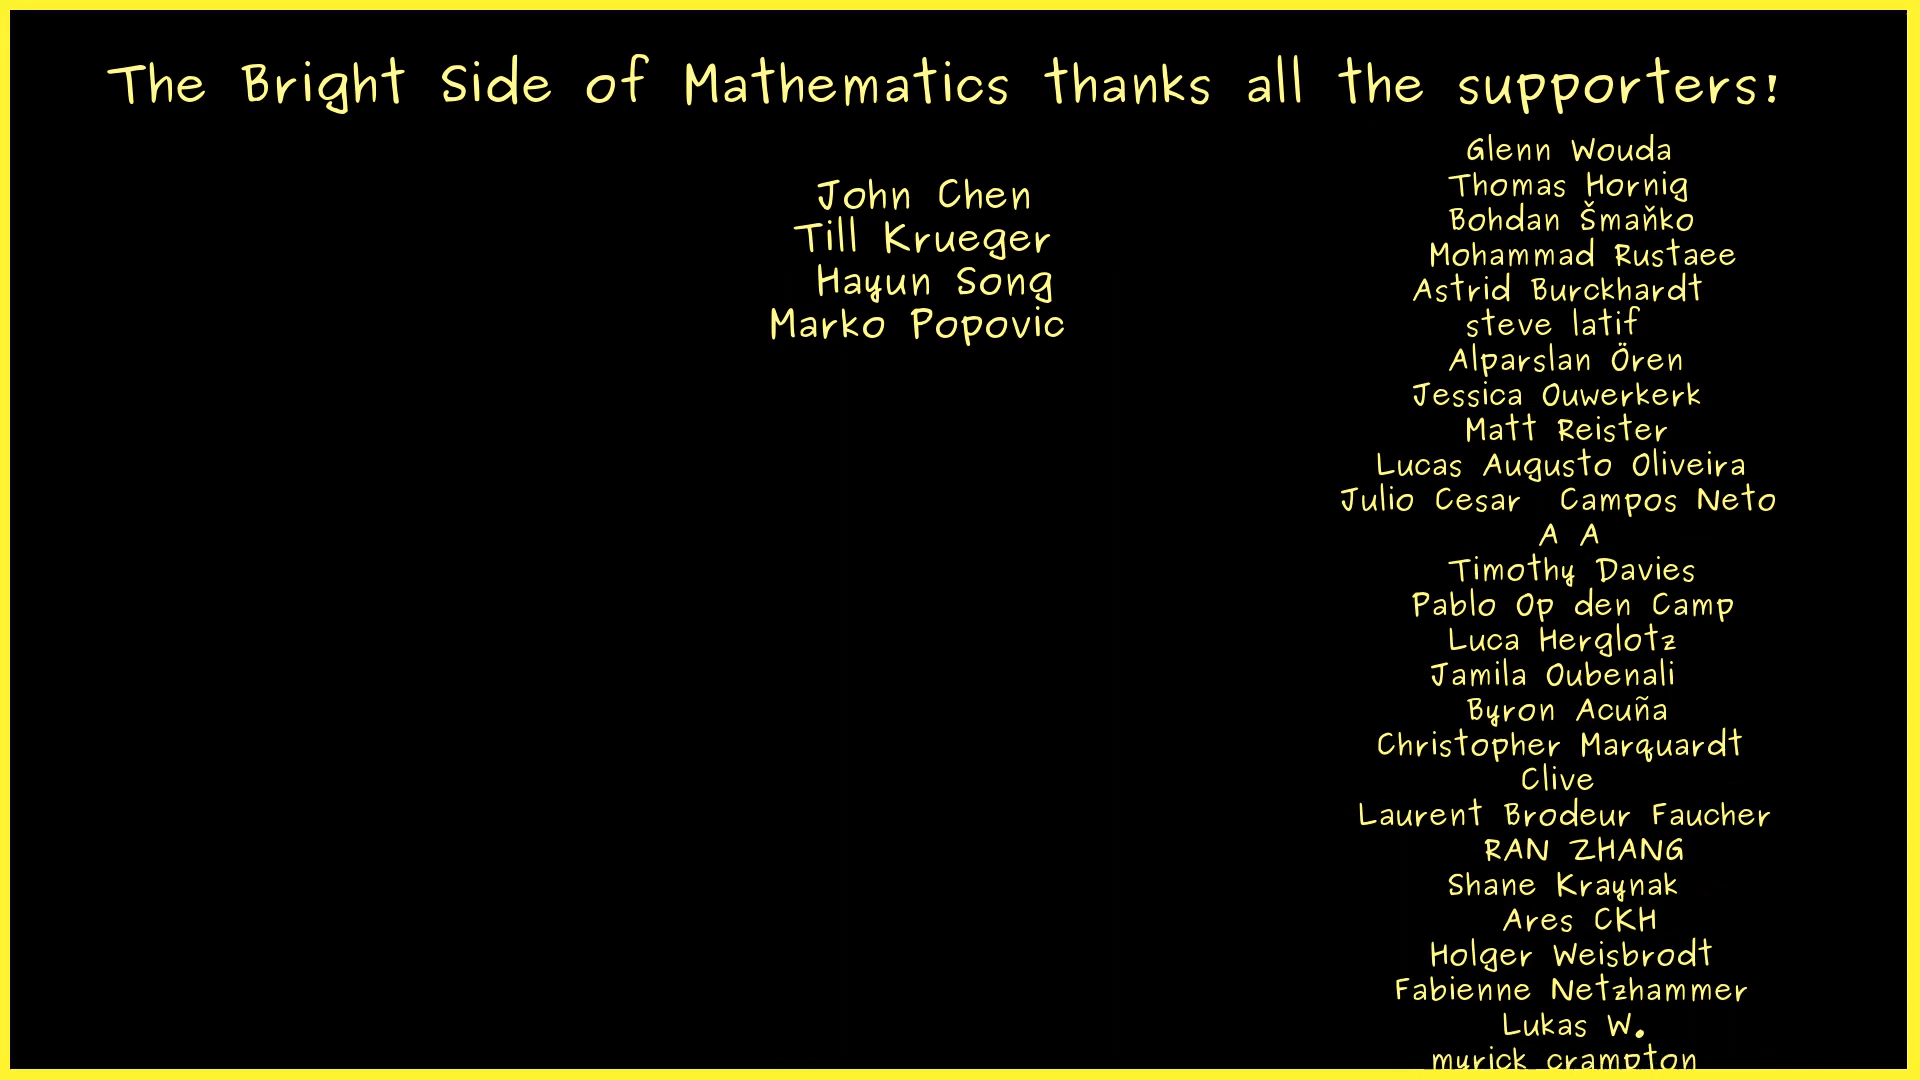 The Bright Side of Mathematics thanks all the supporters!
John Chen
Till Krueger
Hayun Song
Marko Popovic
Glenn Wouda
Thomas Hornig
Bohdan Šmaňko
Mohammad Rustaee
Astrid Burckhardt
steve latif
Alparslan Ören
Jessica Ouwerkerk
Matt Reister
Lucas Augusto Oliveira
Julio Cesar Campos Neto
A A
Timothy Davies
Pablo Op den Camp
Luca Herglotz
Jamila Oubenali
Byron Acuña
Christopher Marquardt
Clive
Laurent Brodeur Faucher
RAN ZHANG
Shane Kraynak
Ares CKH
Holger Weisbrodt
Fabienne Netzhammer
Lukas W.
myrick crampton